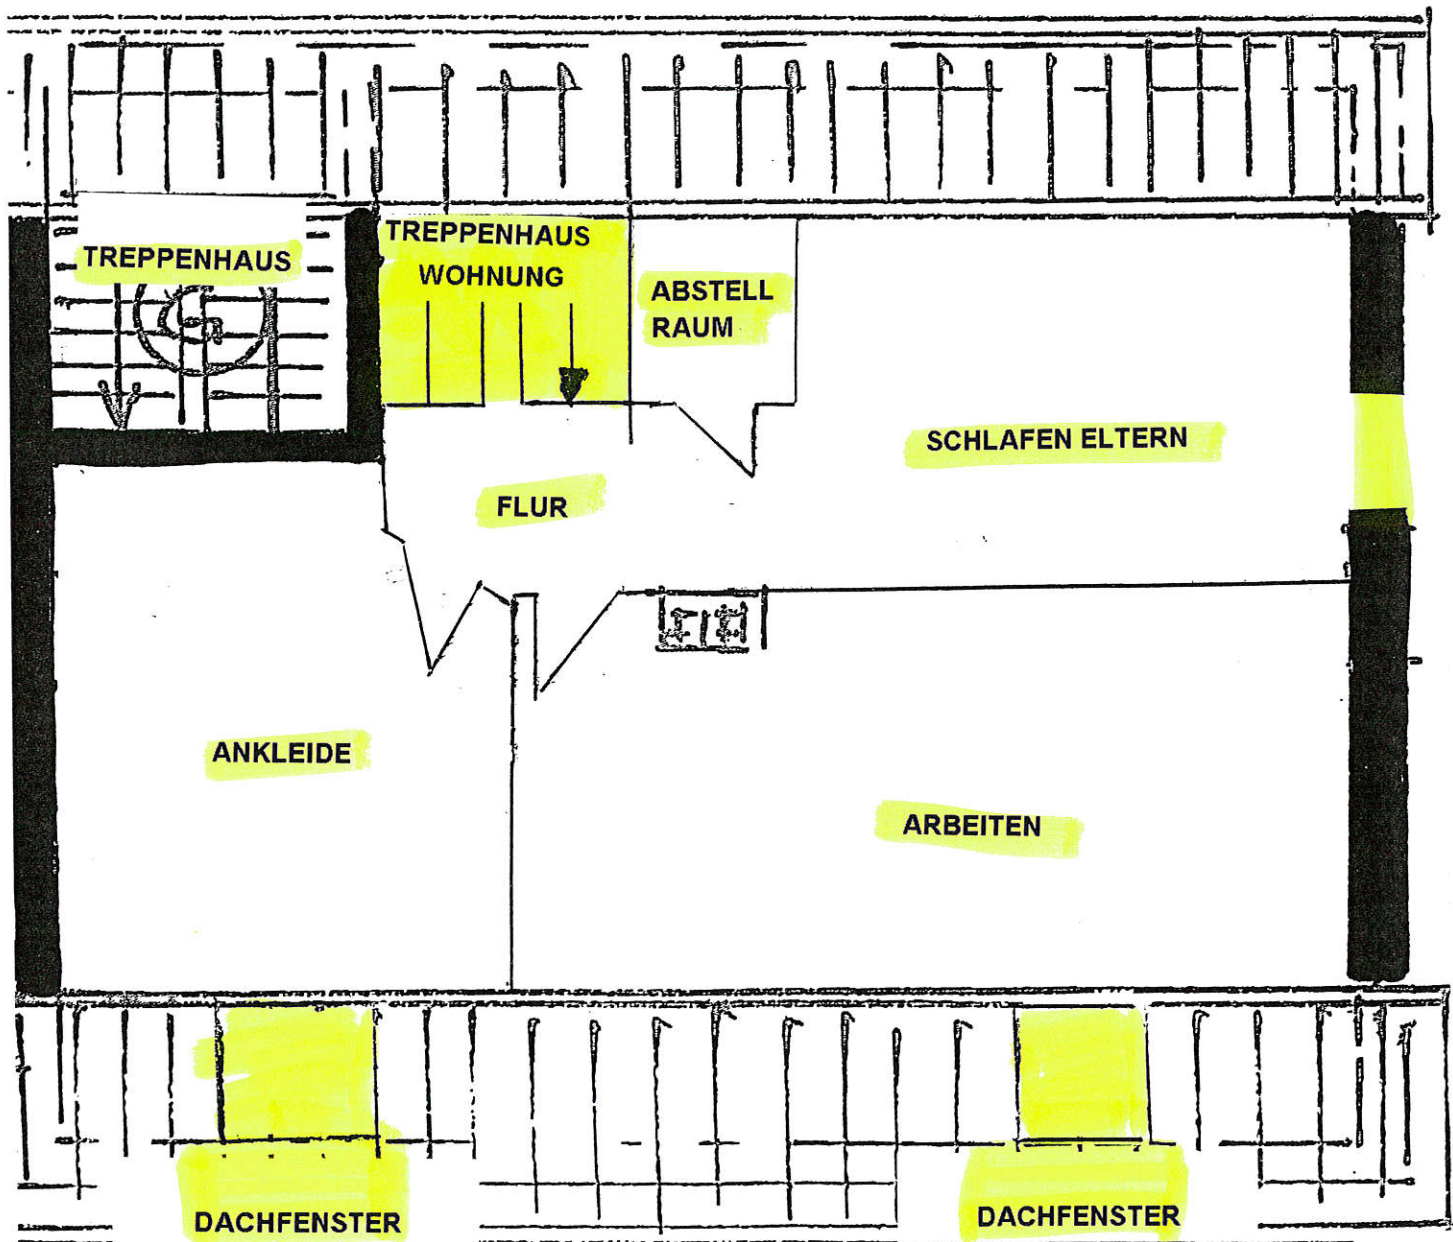 TREPPENHAUS
TREPPENHAUS
WOHNUNG
ABSTELL
RAUM
SCHLAFEN ELTERN
FLUR
ANKLEIDE
ARBEITEN
DACHFENSTER
DACHFENSTER